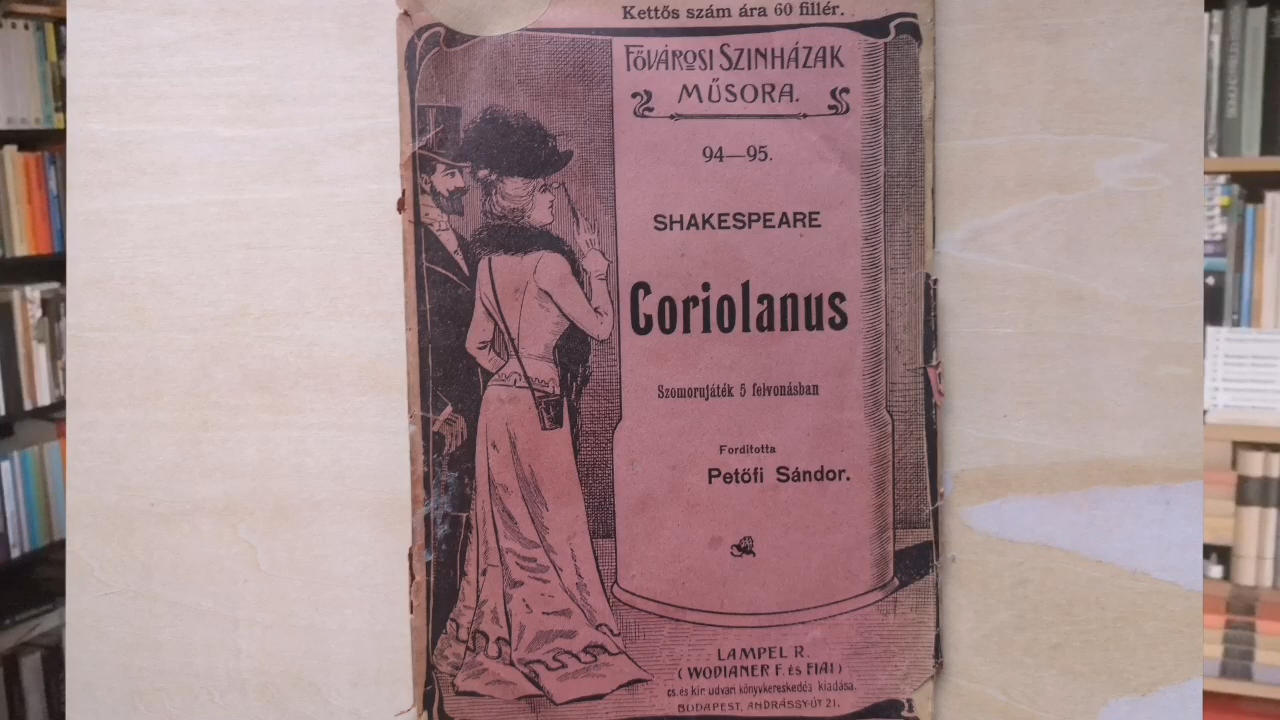 Kettős szám ára 60 fillér.
FŐVÁROSI SZINHÁZAK
MŰSORA.
94—95.
SHAKESPEARE
Coriolanus
Szomorujáték 5 felvonásban
Forditotta
Petőfi Sándor.
LAMPEL R.
(WODIANER F. és FIAI)
cs. és kir. udvari könyvkereskedés kiadása.
BUDAPEST, ANDRÁSSY-ÚT 21.